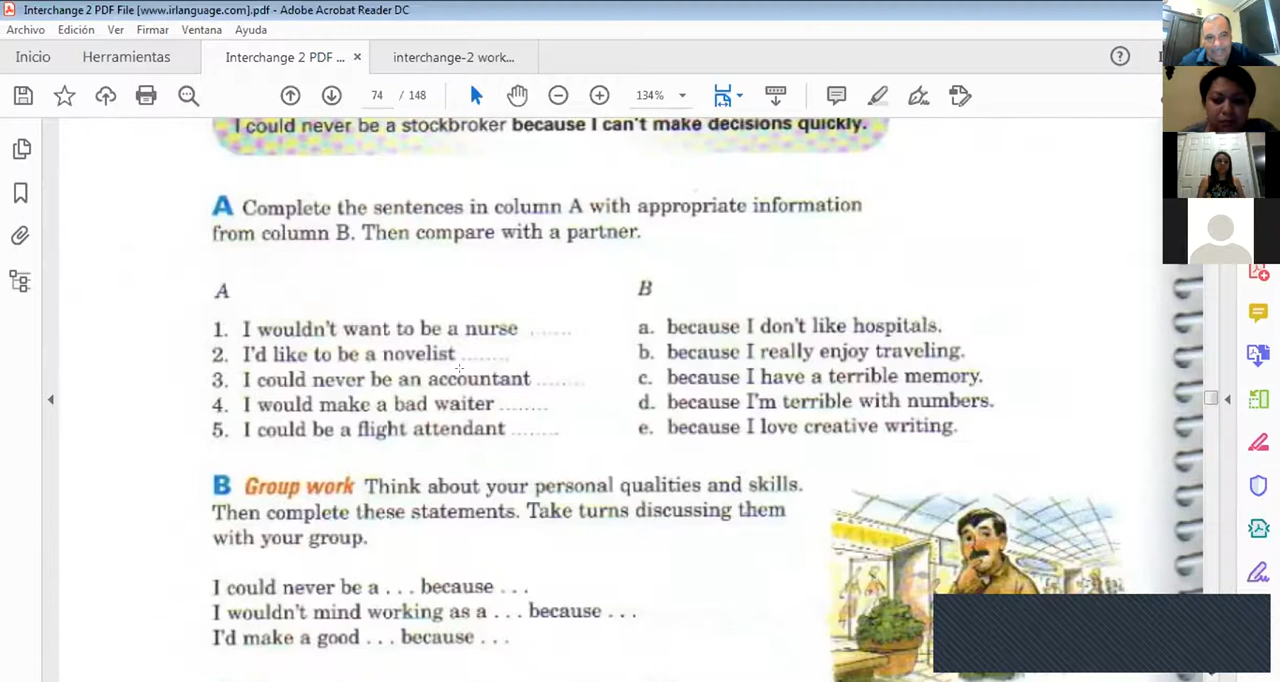 Interchange 2 PDF File [www.irlanguage.com].pdf - Adobe Acrobat Reader DC
Archivo Edición Ver Firmar Ventana Ayuda
Inicio Herramientas Interchange 2 PDF ... × interchange-2 work...
74 / 148 134%
I could never be a stockbroker because I can't make decisions quickly.
A Complete the sentences in column A with appropriate information
from column B. Then compare with a partner.
A
B
1. I wouldn't want to be a nurse ........
2. I'd like to be a novelist ........
3. I could never be an accountant ........
4. I would make a bad waiter ........
5. I could be a flight attendant ........
a. because I don't like hospitals.
b. because I really enjoy traveling.
c. because I have a terrible memory.
d. because I'm terrible with numbers.
e. because I love creative writing.
B Group work Think about your personal qualities and skills.
Then complete these statements. Take turns discussing them
with your group.
I could never be a . . . because . . .
I wouldn't mind working as a . . . because . . .
I'd make a good . . . because . . .